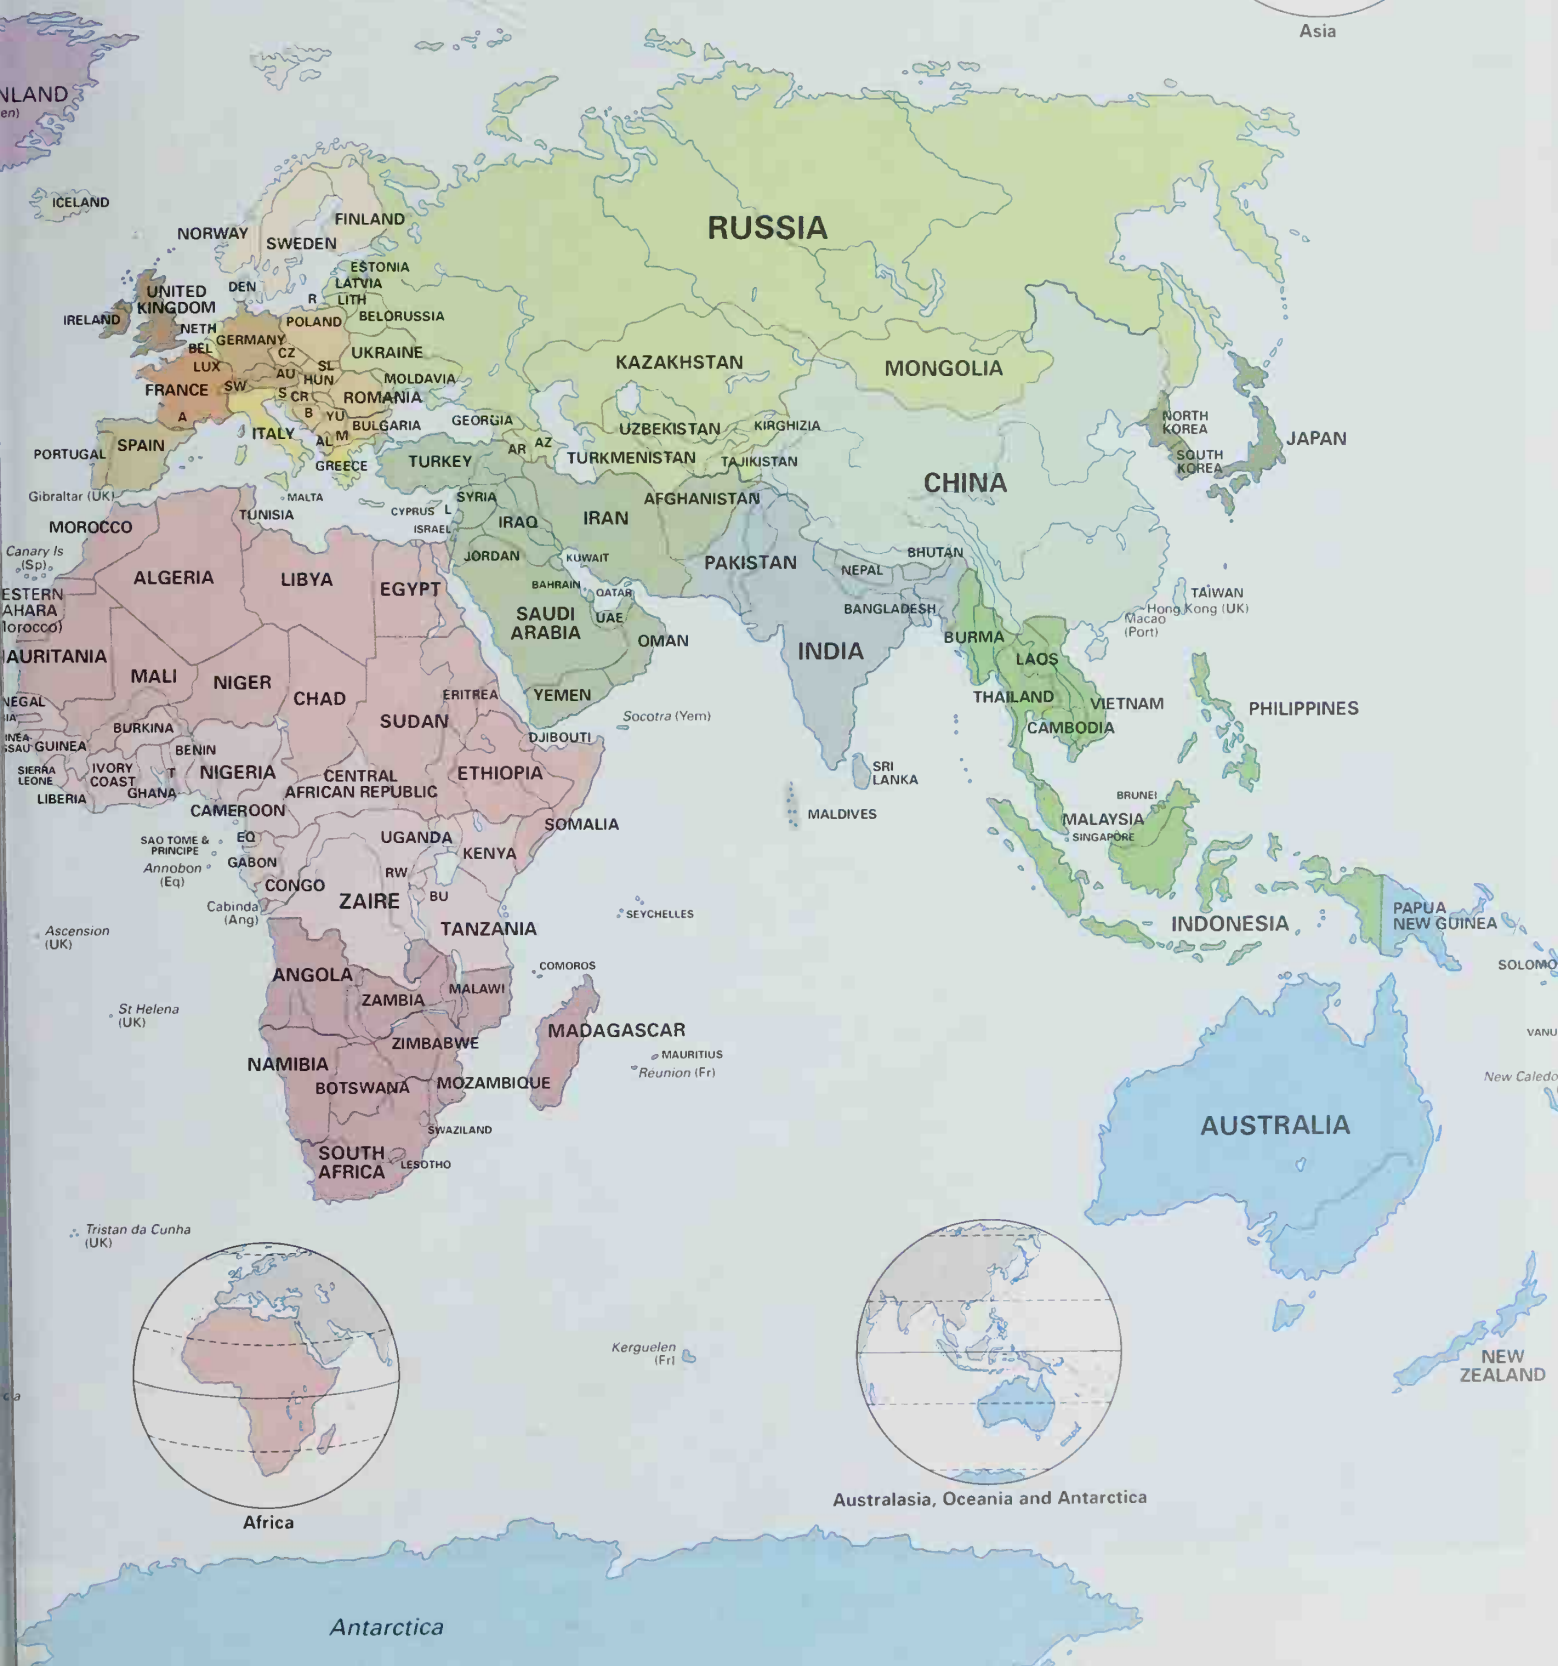 Asia
NLAND
en)
ICELAND
NORWAY
SWEDEN
FINLAND
RUSSIA
ESTONIA
LATVIA
LITH
R
DEN
UNITED
KINGDOM
IRELAND
NETH
BEL
LUX
GERMANY
POLAND
BELORUSSIA
CZ
SL
UKRAINE
AU
HUN
MOLDAVIA
FRANCE
SW
S
CR
ROMANIA
A
B
YU
BULGARIA
ITALY
AL
M
GREECE
PORTUGAL
SPAIN
Gibraltar (UK)
MALTA
GEORGIA
AR
AZ
TURKEY
CYPRUS
L
SYRIA
ISRAEL
IRAQ
IRAN
JORDAN
KUWAIT
BAHRAIN
QATAR
UAE
SAUDI
ARABIA
OMAN
YEMEN
Socotra (Yem)
KAZAKHSTAN
MONGOLIA
UZBEKISTAN
KIRGHIZIA
TURKMENISTAN
TAJIKISTAN
AFGHANISTAN
CHINA
NORTH
KOREA
SOUTH
KOREA
JAPAN
PAKISTAN
NEPAL
BHUTAN
BANGLADESH
INDIA
TAIWAN
Hong Kong (UK)
Macao
(Port)
BURMA
LAOS
THAILAND
VIETNAM
CAMBODIA
PHILIPPINES
SRI
LANKA
MALDIVES
BRUNEI
MALAYSIA
SINGAPORE
INDONESIA
PAPUA
NEW GUINEA
SOLOMO
VANU
New Caledo
AUSTRALIA
NEW
ZEALAND
MOROCCO
TUNISIA
Canary Is
(Sp)
ESTERN
AHARA
lorocco)
ALGERIA
LIBYA
EGYPT
AURITANIA
MALI
NIGER
CHAD
SUDAN
ERITREA
NEGAL
IA
INEA-
SSAU
GUINEA
BURKINA
BENIN
DJIBOUTI
SIERRA
LEONE
IVORY
COAST
T
NIGERIA
CENTRAL
AFRICAN REPUBLIC
ETHIOPIA
LIBERIA
GHANA
CAMEROON
SOMALIA
SAO TOME &
PRINCIPE
EQ
UGANDA
KENYA
Annobon
(Eq)
GABON
CONGO
RW
BU
ZAIRE
Cabinda
(Ang)
TANZANIA
SEYCHELLES
Ascension
(UK)
ANGOLA
COMOROS
ZAMBIA
MALAWI
St Helena
(UK)
MADAGASCAR
ZIMBABWE
MAURITIUS
Réunion (Fr)
NAMIBIA
BOTSWANA
MOZAMBIQUE
SWAZILAND
SOUTH
AFRICA
LESOTHO
Tristan da Cunha
(UK)
Kerguelen
(Fr)
Africa
Australasia, Oceania and Antarctica
Antarctica